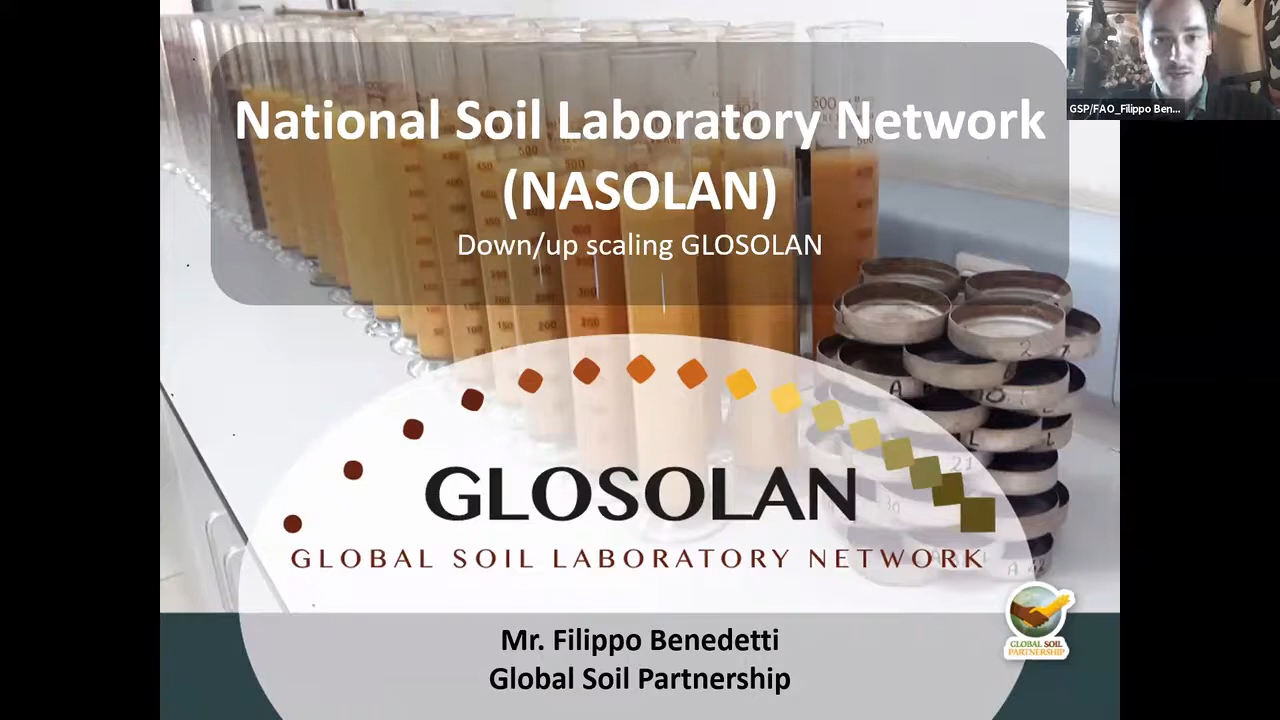 National Soil Laboratory Network
(NASOLAN)
Down/up scaling GLOSOLAN
GSP/FAO_Filippo Ben...
GLOSOLAN
GLOBAL SOIL LABORATORY NETWORK
GLOBAL SOIL
PARTNERSHIP
Mr. Filippo Benedetti
Global Soil Partnership